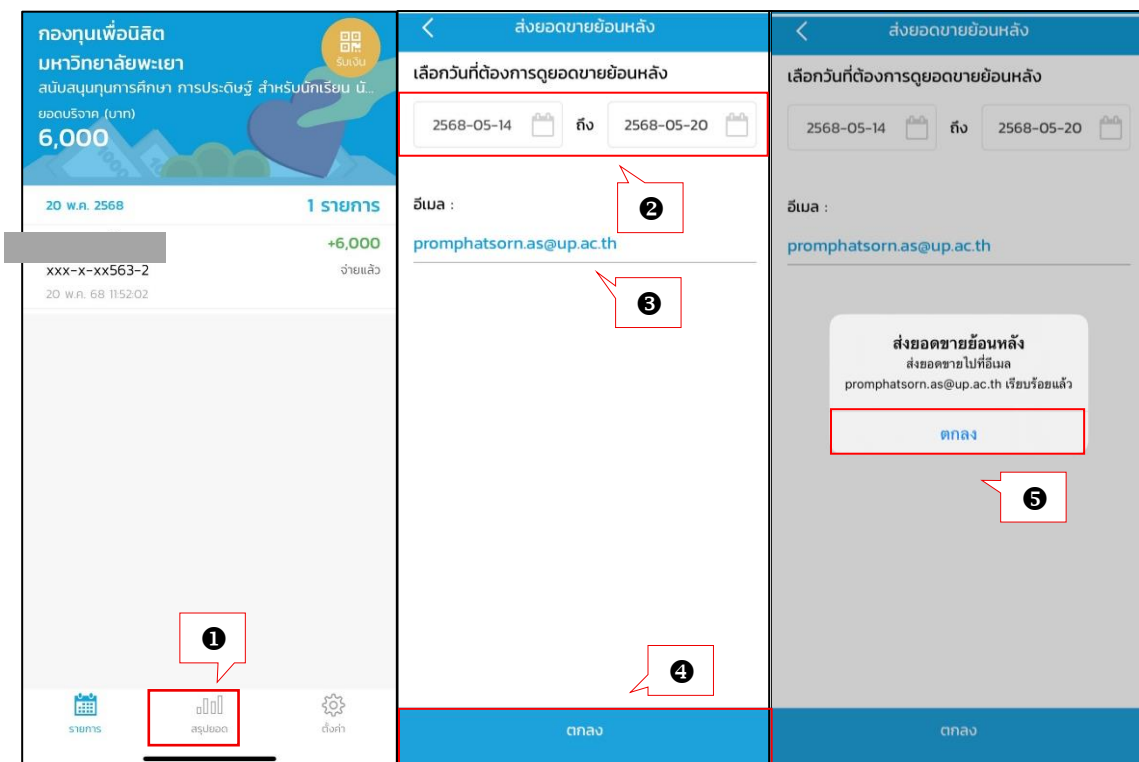 กองทุนเพื่อนิสิต
มหาวิทยาลัยพะเยา
สนับสนุนทุนการศึกษา การประดิษฐ์ สำหรับนักเรียน นั...
ยอดบริจาค (บาท)
6,000
รับเงิน
20 พ.ค. 2568
1 รายการ
+6,000
xxx-x-xx563-2
จ่ายแล้ว
20 พ.ค. 68 11:52:02
❶
รายการ
สรุปยอด
ตั้งค่า
ส่งยอดขายย้อนหลัง
เลือกวันที่ต้องการดูยอดขายย้อนหลัง
2568-05-14 ถึง 2568-05-20
❷
อีเมล :
promphatsorn.as@up.ac.th
❸
❹
ตกลง
ส่งยอดขายย้อนหลัง
เลือกวันที่ต้องการดูยอดขายย้อนหลัง
2568-05-14 ถึง 2568-05-20
อีเมล :
promphatsorn.as@up.ac.th
ส่งยอดขายย้อนหลัง
ส่งยอดขายไปที่อีเมล
promphatsorn.as@up.ac.th เรียบร้อยแล้ว
ตกลง
❺
ตกลง